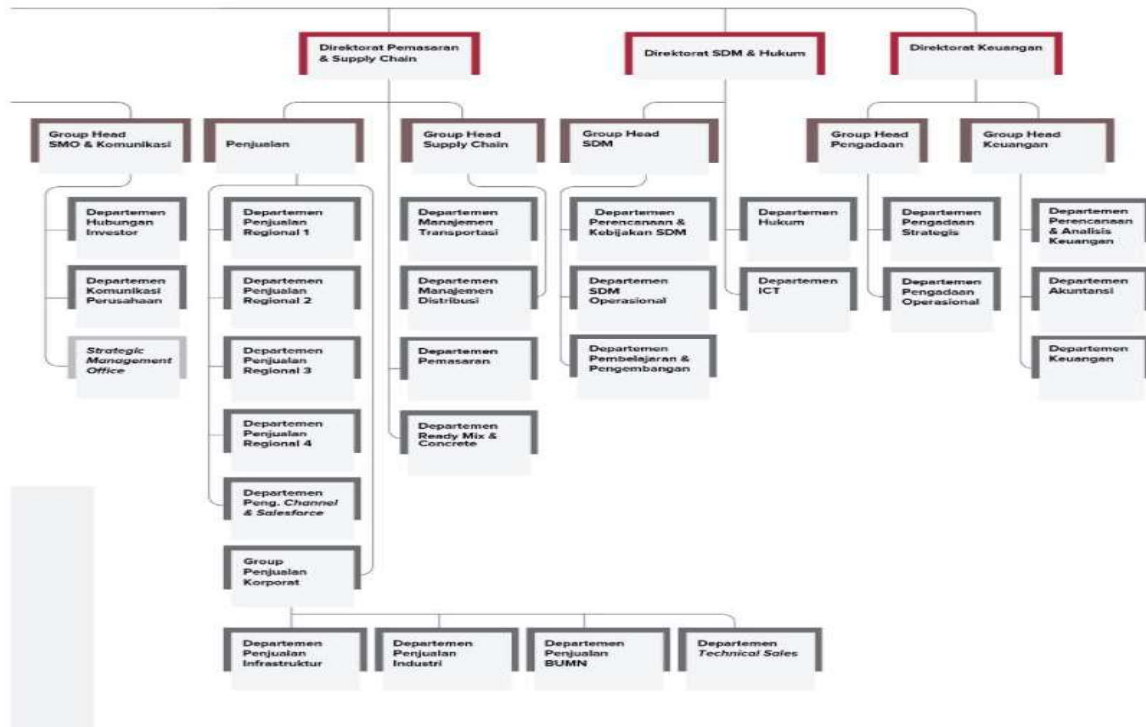 Direktorat Pemasaran
& Supply Chain
Direktorat SDM & Hukum
Direktorat Keuangan
Group Head
SMO & Komunikasi
Penjualan
Group Head
Supply Chain
Group Head
SDM
Group Head
Pengadaan
Group Head
Keuangan
Departemen
Hubungan
Investor
Departemen
Penjualan
Regional 1
Departemen
Manajemen
Transportasi
Departemen
Perencanaan &
Kebijakan SDM
Departemen
Hukum
Departemen
Pengadaan
Strategis
Departemen
Perencanaan
& Analisis
Keuangan
Departemen
Komunikasi
Perusahaan
Departemen
Penjualan
Regional 2
Departemen
Manajemen
Distribusi
Departemen
SDM
Operasional
Departemen
ICT
Departemen
Pengadaan
Operasional
Departemen
Akuntansi
Strategic
Management
Office
Departemen
Penjualan
Regional 3
Departemen
Pemasaran
Departemen
Pembelajaran &
Pengembangan
Departemen
Keuangan
Departemen
Penjualan
Regional 4
Departemen
Ready Mix &
Concrete
Departemen
Peng. Channel
& Salesforce
Group
Penjualan
Korporat
Departemen
Penjualan
Infrastruktur
Departemen
Penjualan
Industri
Departemen
Penjualan
BUMN
Departemen
Technical Sales